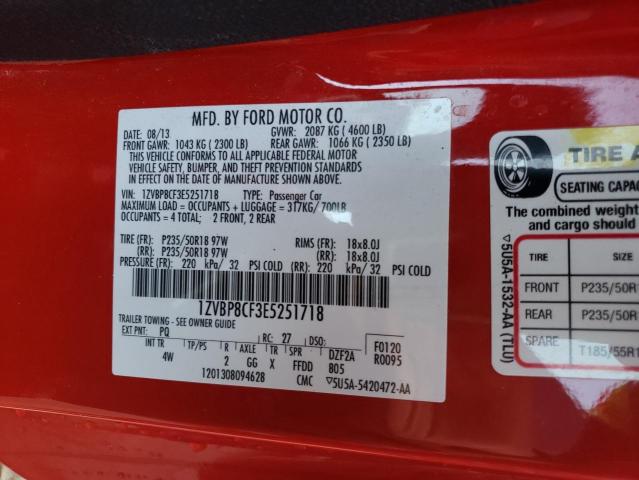 MFD. BY FORD MOTOR CO.
DATE: 08/13 GVWR: 2087 KG ( 4600 LB)
FRONT GAWR: 1043 KG ( 2300 LB) REAR GAWR: 1066 KG ( 2350 LB)
THIS VEHICLE CONFORMS TO ALL APPLICABLE FEDERAL MOTOR
VEHICLE SAFETY, BUMPER, AND THEFT PREVENTION STANDARDS
IN EFFECT ON THE DATE OF MANUFACTURE SHOWN ABOVE.
VIN: 1ZVBP8CF3E5251718 TYPE: Passenger Car
MAXIMUM LOAD = OCCUPANTS + LUGGAGE = 317KG/ 700LB
OCCUPANTS = 4 TOTAL; 2 FRONT, 2 REAR
TIRE (FR): P235/50R18 97W RIMS (FR): 18x8.0J
(RR): P235/50R18 97W (RR): 18x8.0J
PRESSURE (FR): 220 kPa/ 32 PSI COLD (RR): 220 kPa/ 32 PSI COLD
1ZVBP8CF3E5251718
TRAILER TOWING - SEE OWNER GUIDE
EXT PNT: PQ RC: 27 DSO: F0120
INT TR TP/PS R AXLE TR SPR DZF2A R0095
4W 2 GG X FFDD B05
1201308094628 CMC ▽5U5A-5420472-AA
TIRE A
SEATING CAPACITY
The combined weight
and cargo should
TIRE SIZE
FRONT P235/50R1
REAR P235/50R1
SPARE T185/55R1
▽5U5A-1532-AA (TLU)